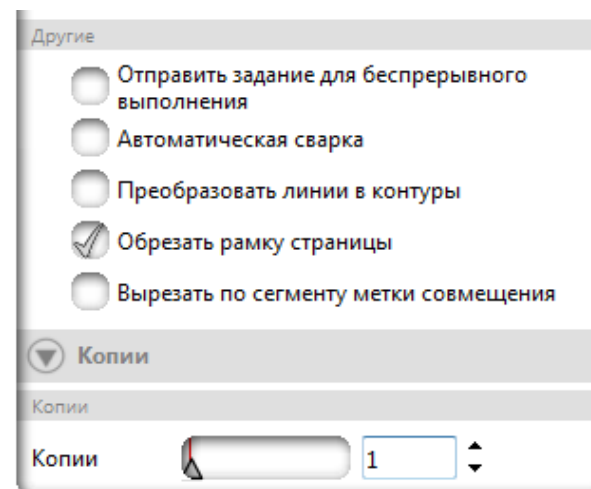 Другие
Отправить задание для беспрерывного
выполнения
Автоматическая сварка
Преобразовать линии в контуры
Обрезать рамку страницы
Вырезать по сегменту метки совмещения
Копии
Копии
Копии 1